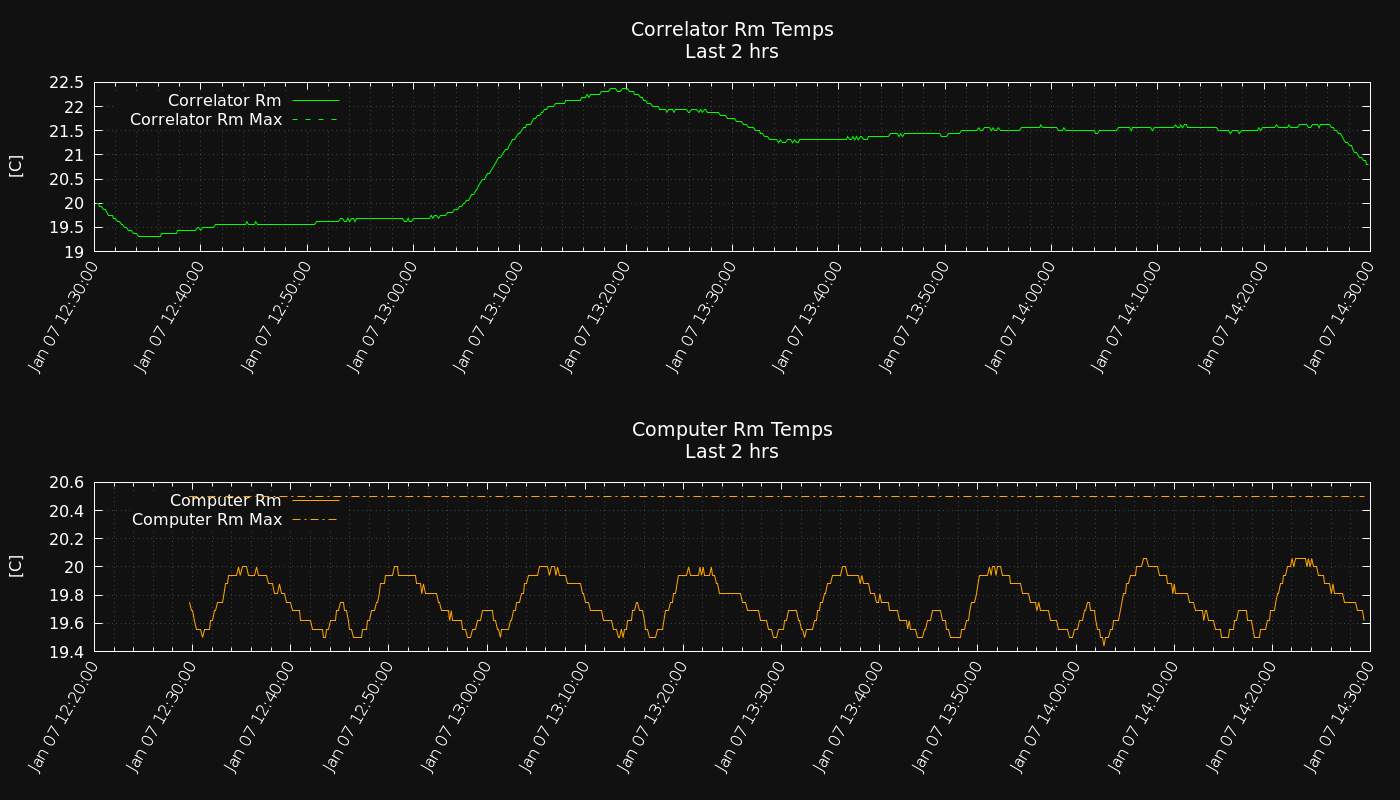 Correlator Rm Temps
Last 2 hrs
22.5
22
21.5
21
20.5
20
19.5
19
[C]
Correlator Rm
Correlator Rm Max
Jan 07 12:30:00
Jan 07 12:40:00
Jan 07 12:50:00
Jan 07 13:00:00
Jan 07 13:10:00
Jan 07 13:20:00
Jan 07 13:30:00
Jan 07 13:40:00
Jan 07 13:50:00
Jan 07 14:00:00
Jan 07 14:10:00
Jan 07 14:20:00
Jan 07 14:30:00
Computer Rm Temps
Last 2 hrs
20.6
20.4
20.2
20
19.8
19.6
19.4
[C]
Computer Rm
Computer Rm Max
Jan 07 12:20:00
Jan 07 12:30:00
Jan 07 12:40:00
Jan 07 12:50:00
Jan 07 13:00:00
Jan 07 13:10:00
Jan 07 13:20:00
Jan 07 13:30:00
Jan 07 13:40:00
Jan 07 13:50:00
Jan 07 14:00:00
Jan 07 14:10:00
Jan 07 14:20:00
Jan 07 14:30:00